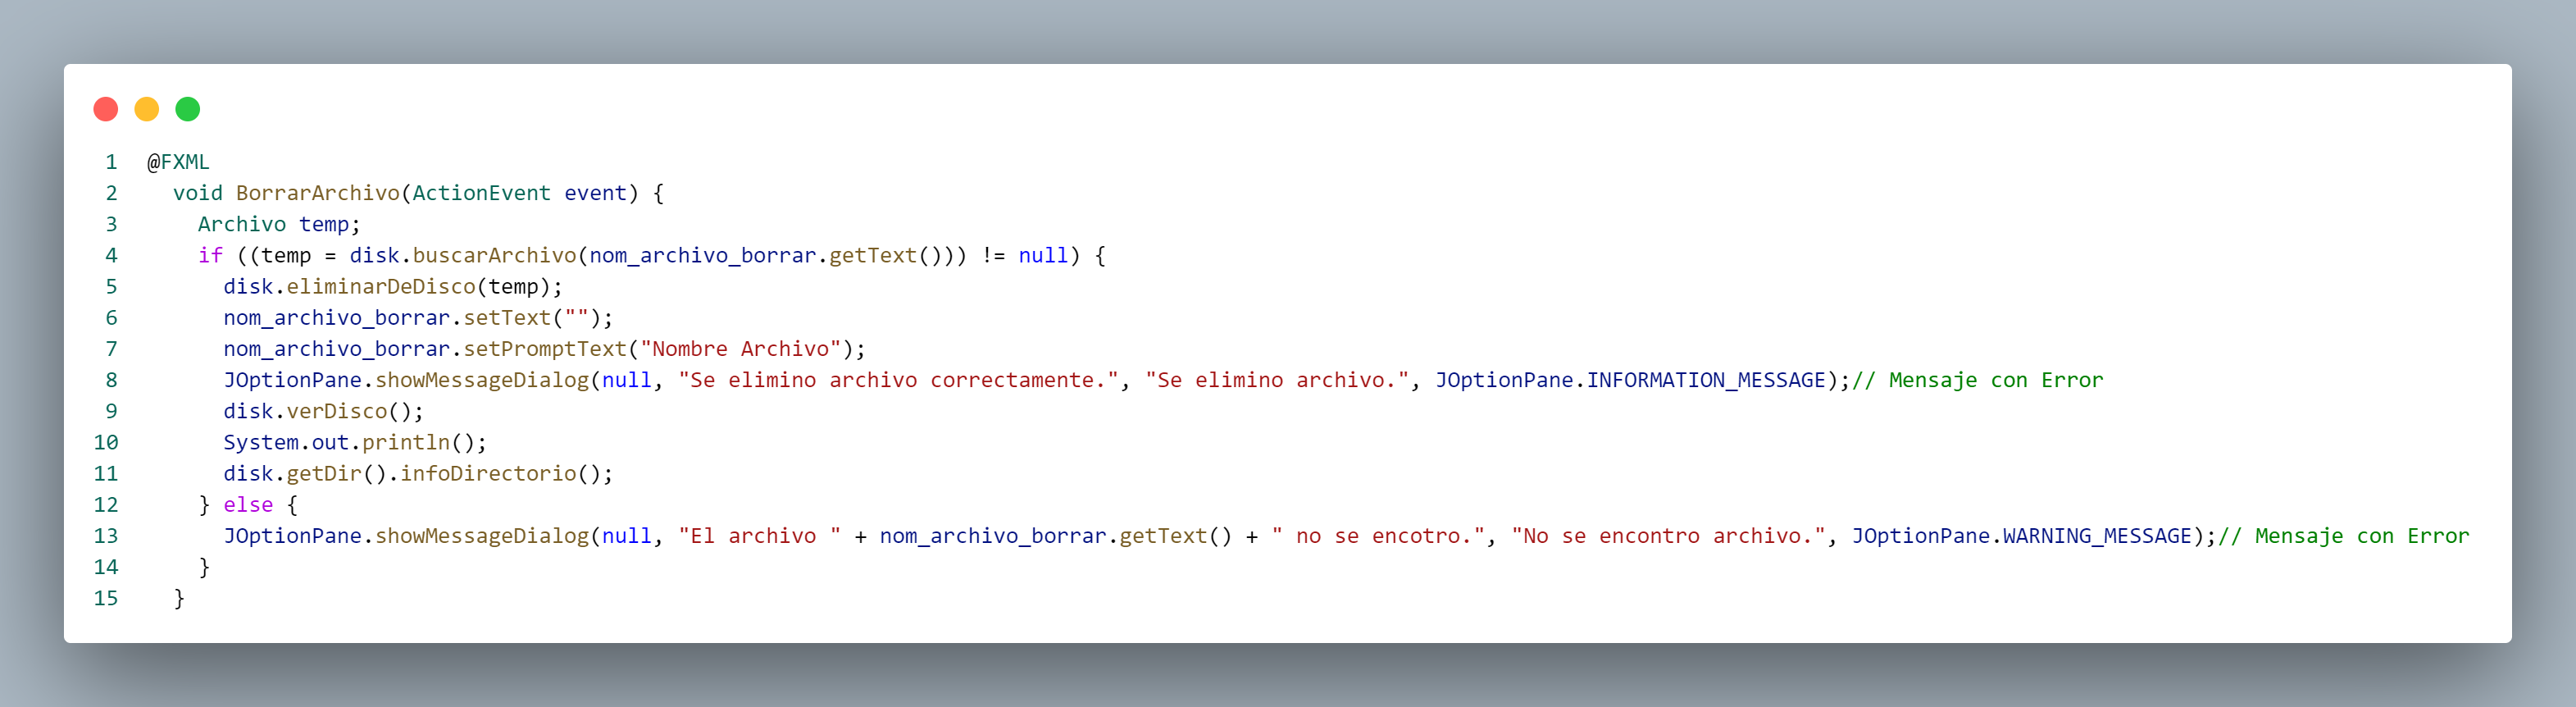 1 @FXML
2 void BorrarArchivo(ActionEvent event) {
3 Archivo temp;
4 if ((temp = disk.buscarArchivo(nom_archivo_borrar.getText())) != null) {
5 disk.eliminarDeDisco(temp);
6 nom_archivo_borrar.setText("");
7 nom_archivo_borrar.setPromptText("Nombre Archivo");
8 JOptionPane.showMessageDialog(null, "Se elimino archivo correctamente.", "Se elimino archivo.", JOptionPane.INFORMATION_MESSAGE);// Mensaje con Error
9 disk.verDisco();
10 System.out.println();
11 disk.getDir().infoDirectorio();
12 } else {
13 JOptionPane.showMessageDialog(null, "El archivo " + nom_archivo_borrar.getText() + " no se encotro.", "No se encontro archivo.", JOptionPane.WARNING_MESSAGE);// Mensaje con Error
14 }
15 }